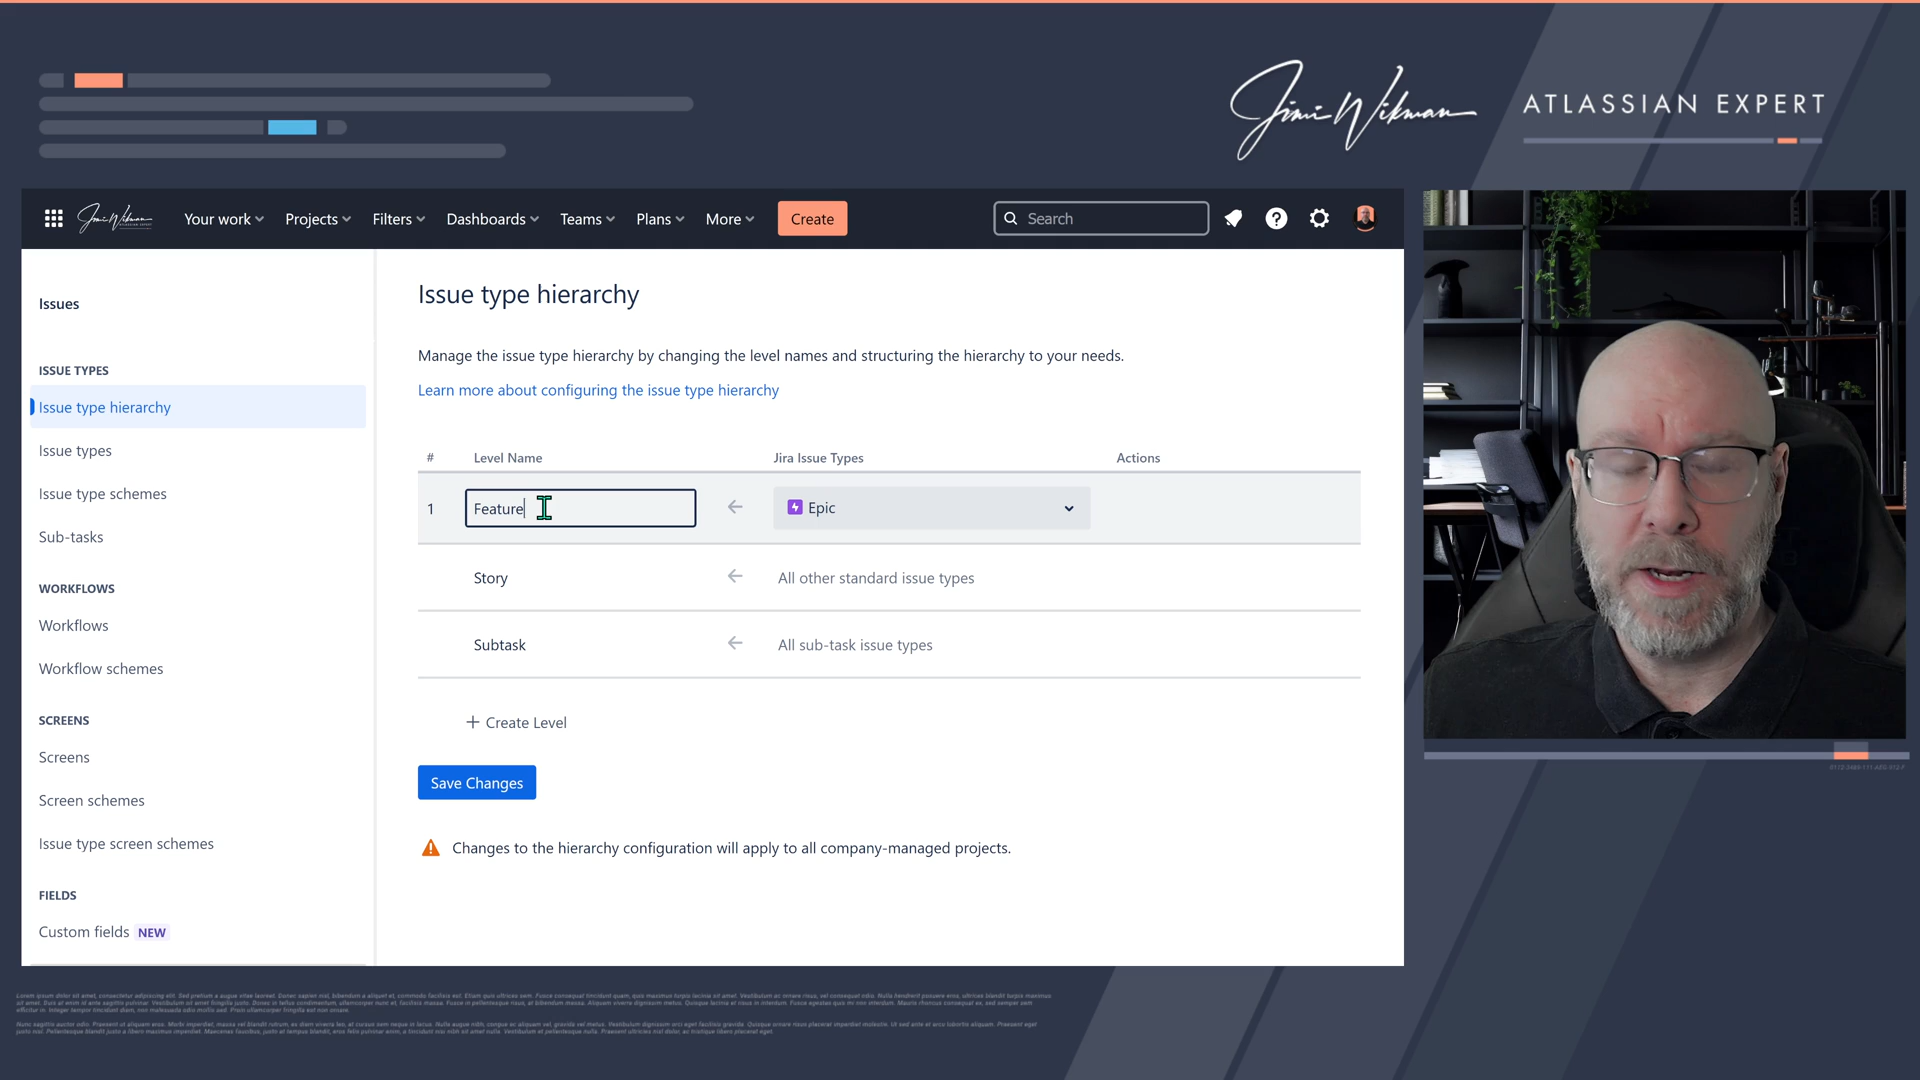 Jimi Wikman
ATLASSIAN EXPERT
Jimi Wikman
Your work
Projects
Filters
Dashboards
Teams
Plans
More
Create
Search
Issues
ISSUE TYPES
Issue type hierarchy
Issue types
Issue type schemes
Sub-tasks
WORKFLOWS
Workflows
Workflow schemes
SCREENS
Screens
Screen schemes
Issue type screen schemes
FIELDS
Custom fields NEW
Issue type hierarchy
Manage the issue type hierarchy by changing the level names and structuring the hierarchy to your needs.
Learn more about configuring the issue type hierarchy
# Level Name Jira Issue Types Actions
1 Feature Epic
Story All other standard issue types
Subtask All sub-task issue types
+ Create Level
Save Changes
Changes to the hierarchy configuration will apply to all company-managed projects.